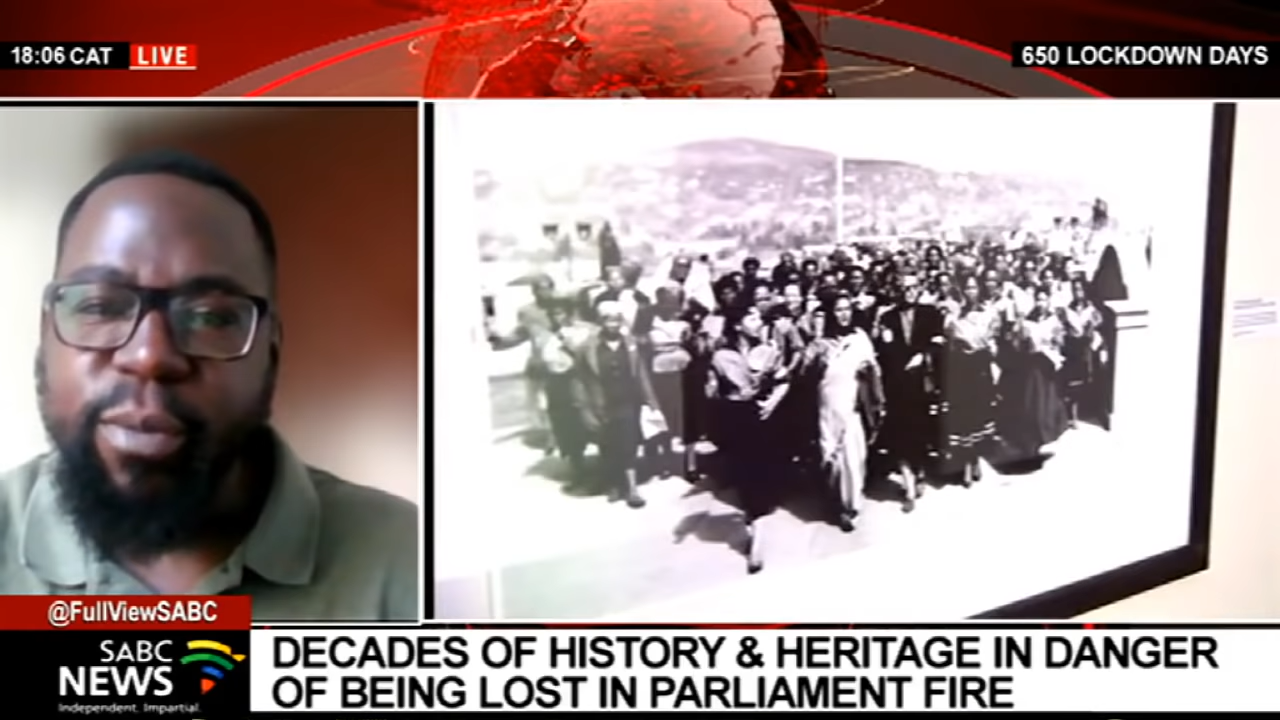 18:06 CAT LIVE
650 LOCKDOWN DAYS
@FullViewSABC
SABC
NEWS
Independent. Impartial.
DECADES OF HISTORY & HERITAGE IN DANGER
OF BEING LOST IN PARLIAMENT FIRE